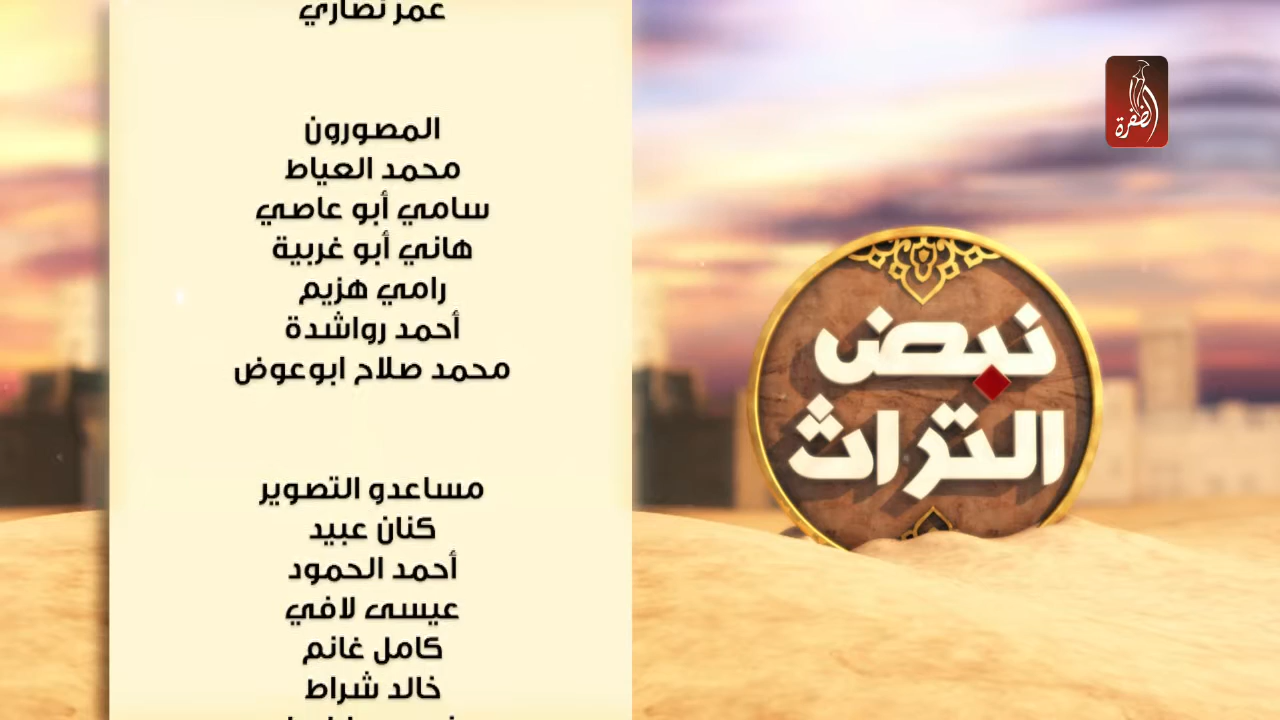 عمر نصاري
المصورون
محمد العياط
سامي أبو عاصي
هاني أبو غربية
رامي هزيم
أحمد رواشدة
محمد صلاح ابوعوض
مساعدو التصوير
كنان عبيد
أحمد الحمود
عيسى لافي
كامل غانم
خالد شراط
الظفرة
نبض
التراث